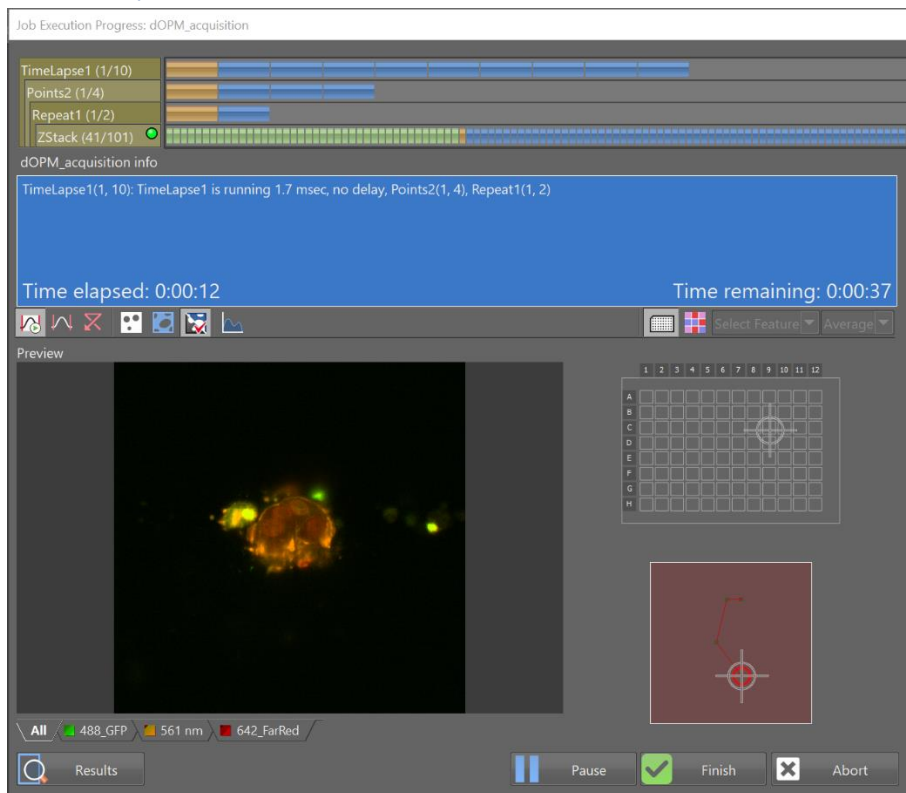 Job Execution Progress: dOPM_acquisition
TimeLapse1 (1/10)
Points2 (1/4)
Repeat1 (1/2)
ZStack (41/101)
dOPM_acquisition info
TimeLapse1(1, 10): TimeLapse1 is running 1.7 msec, no delay, Points2(1, 4), Repeat1(1, 2)
Time elapsed: 0:00:12 Time remaining: 0:00:37
Select Feature Average
Preview
1 2 3 4 5 6 7 8 9 10 11 12
A
B
C
D
E
F
G
H
All 488_GFP 561 nm 642_FarRed
Results Pause Finish Abort